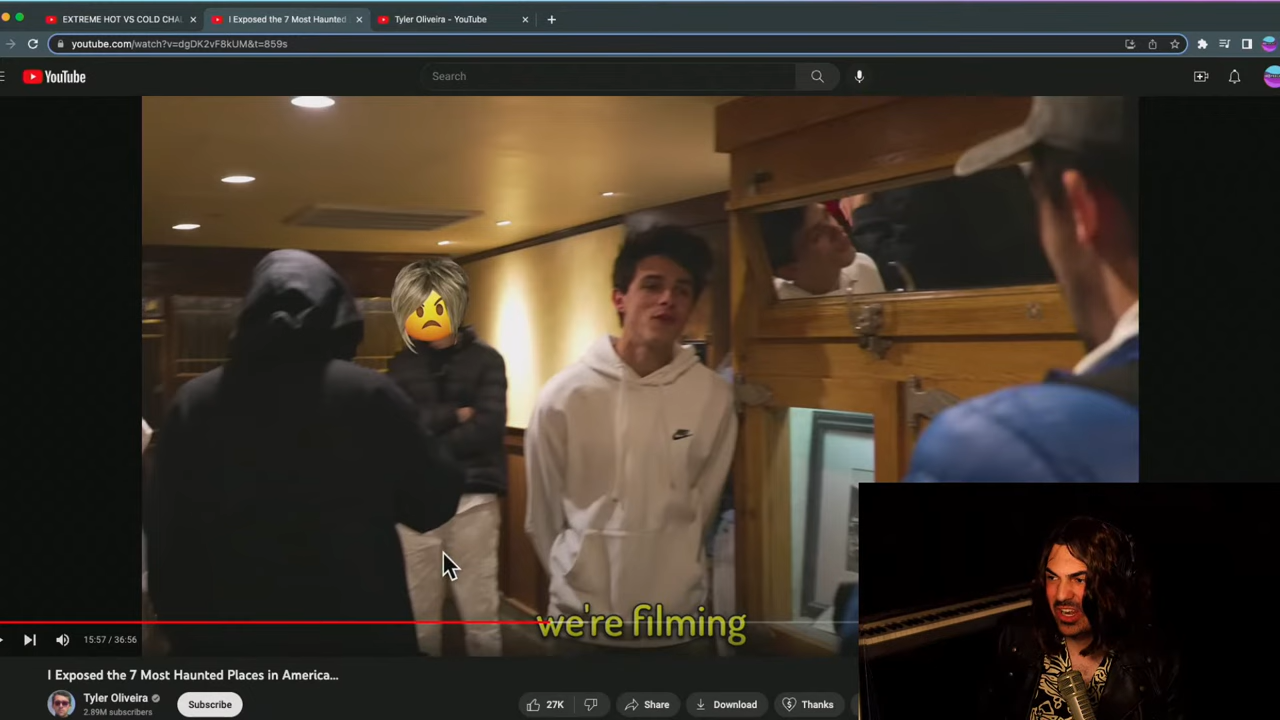 EXTREME HOT VS COLD CHAL
I Exposed the 7 Most Haunted
Tyler Oliveira - YouTube
youtube.com/watch?v=dgDK2vF8kUM&t=859s
YouTube
Search
we're filming
15:57 / 36:56
I Exposed the 7 Most Haunted Places in America...
Tyler Oliveira
2.89M subscribers
Subscribe
27K
Share
Download
Thanks